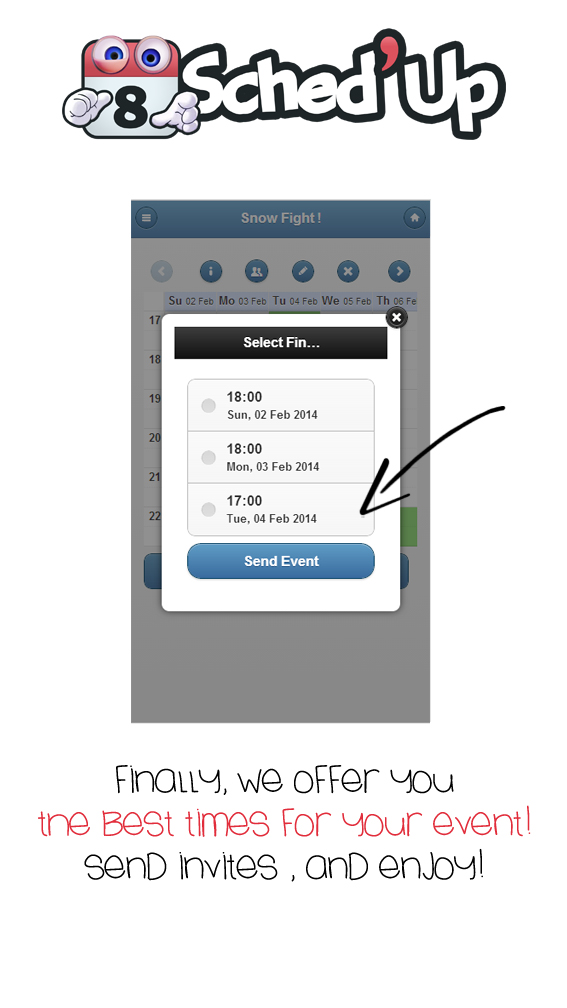 8 Sched'Up
Snow Fight!
Su 02 Feb Mo 03 Feb Tu 04 Feb We 05 Feb Th 06 Fe
17
Select Fin...
18:00
Sun, 02 Feb 2014
18
18:00
Mon, 03 Feb 2014
19
20
17:00
Tue, 04 Feb 2014
21
22
Send Event
Finally, we offer you
the best times for your event!
Send invites , and enjoy!